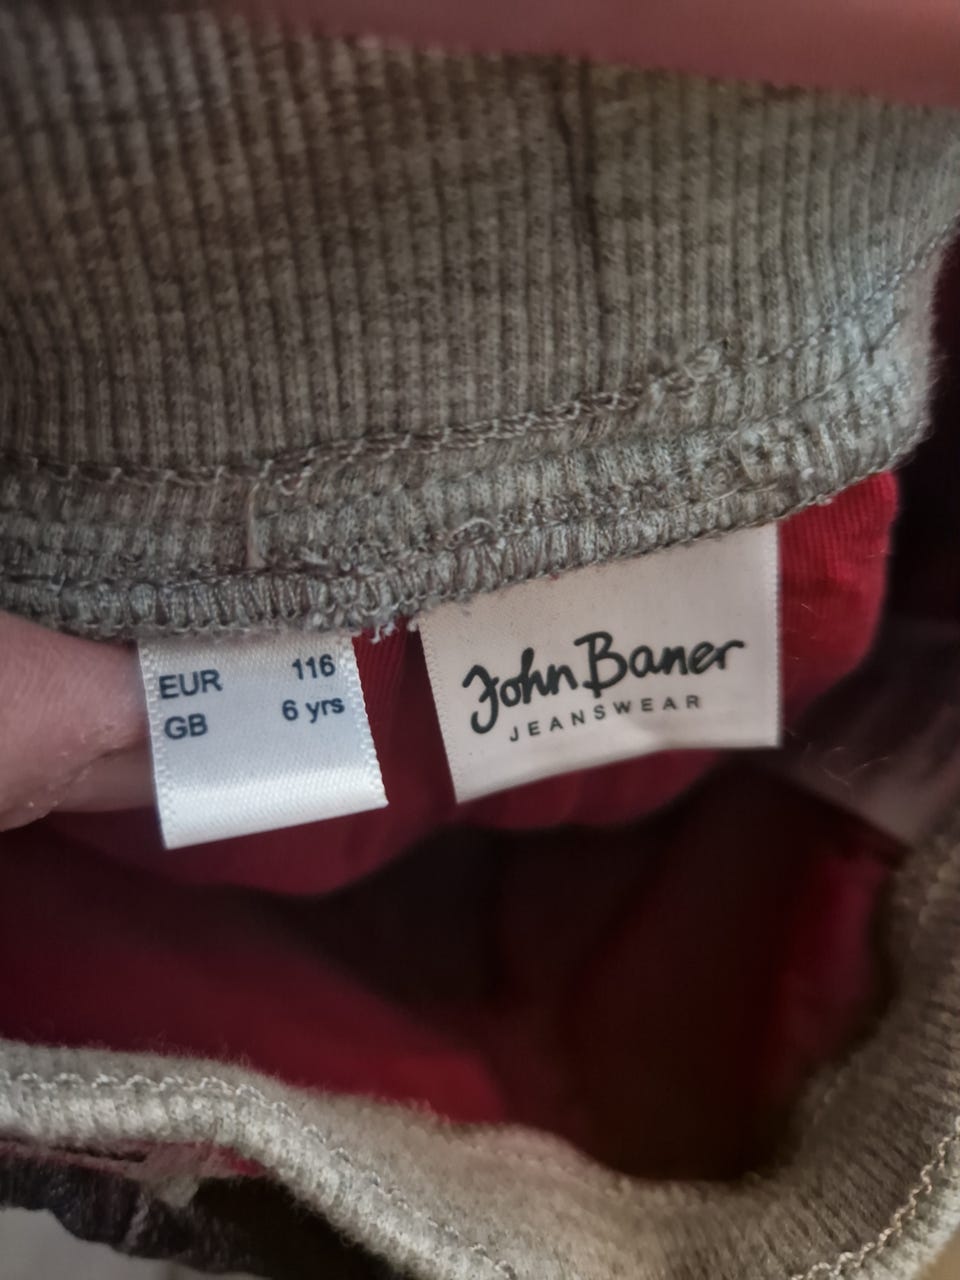 EUR 116
GB 6 yrs
John Baner
JEANSWEAR